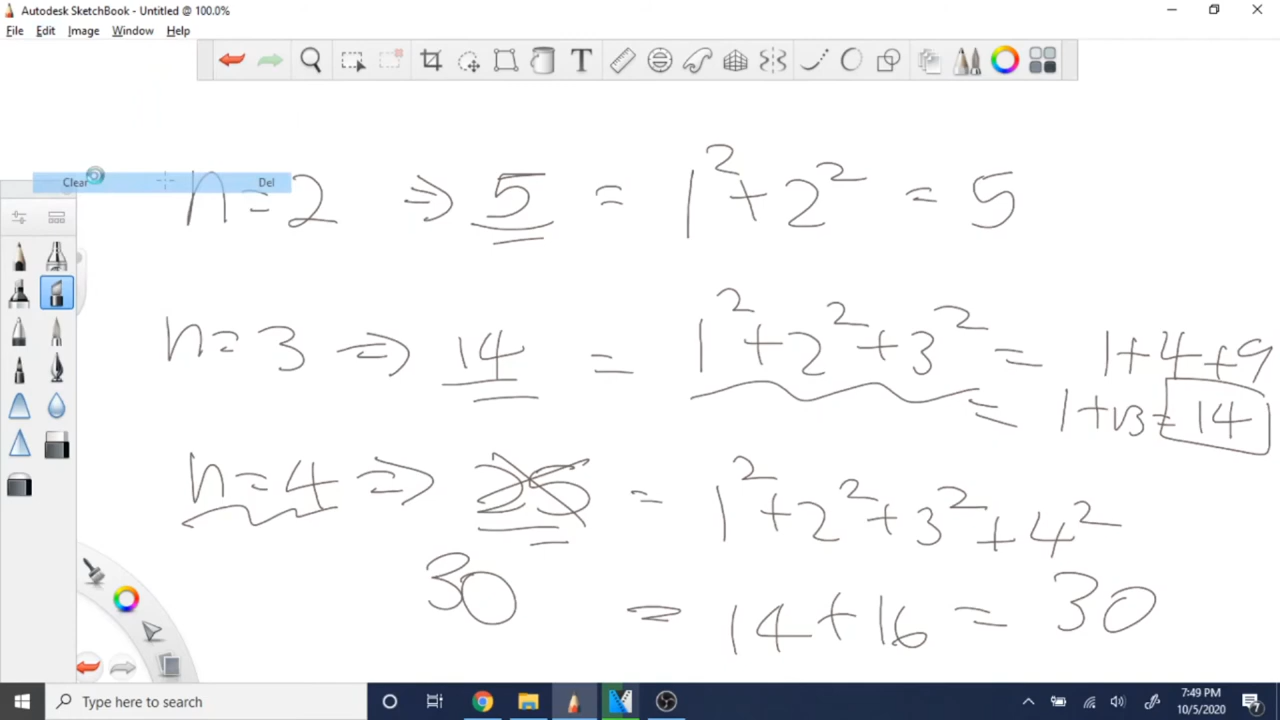 Autodesk SketchBook - Untitled @ 100.0%
File Edit Image Window Help
T
Clear Del
n=2 ⇒ 5 = 1²+2² = 5
n=3 ⇒ 14 = 1²+2²+3² = 1+4+9
= 1+13=14
n=4 ⇒ 25 = 1²+2²+3²+4²
30
= 14+16 = 30
Type here to search
7:49 PM
10/5/2020
7